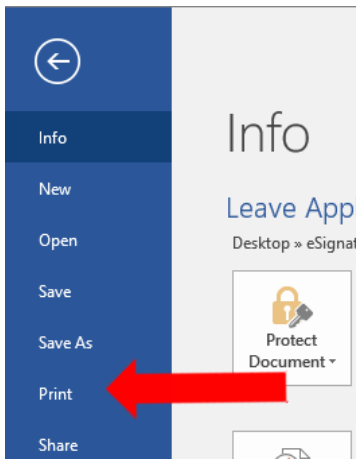 Info
New
Open
Save
Save As
Print
Share
Info
Leave App
Desktop » eSignat
Protect
Document